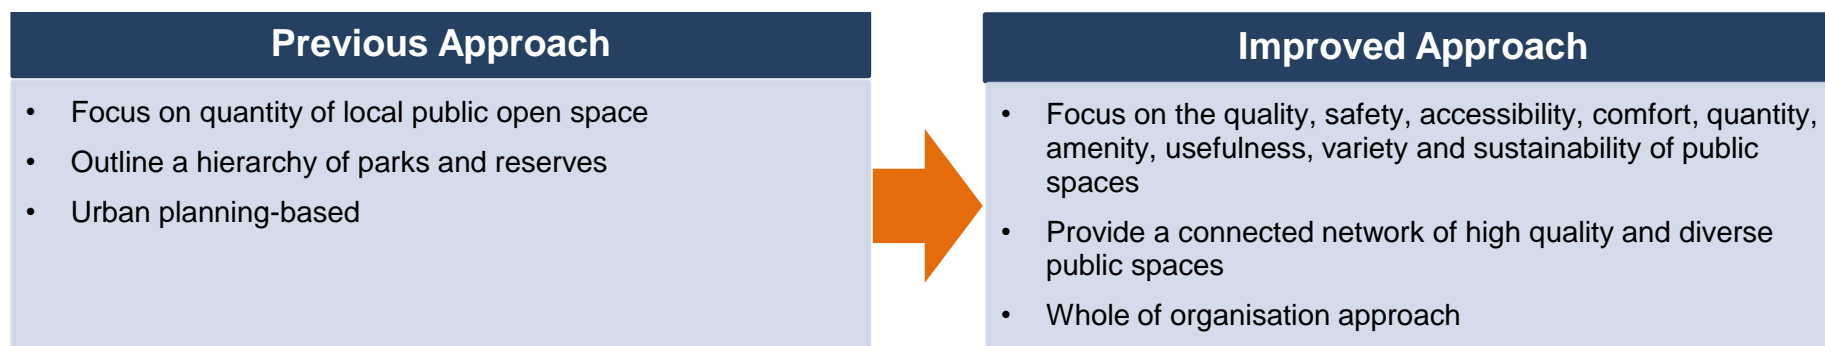 Previous Approach
• Focus on quantity of local public open space
• Outline a hierarchy of parks and reserves
• Urban planning-based
Improved Approach
• Focus on the quality, safety, accessibility, comfort, quantity,
amenity, usefulness, variety and sustainability of public
spaces
• Provide a connected network of high quality and diverse
public spaces
• Whole of organisation approach